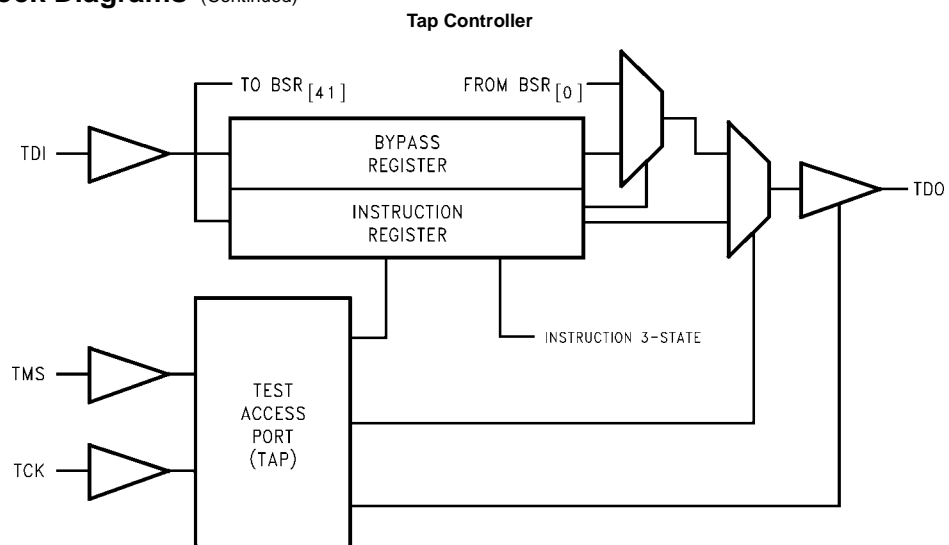 (Continued)
Tap Controller
TO BSR[41]
FROM BSR[0]
TDI
BYPASS
REGISTER
INSTRUCTION
REGISTER
TDO
INSTRUCTION 3-STATE
TMS
TEST
ACCESS
PORT
(TAP)
TCK